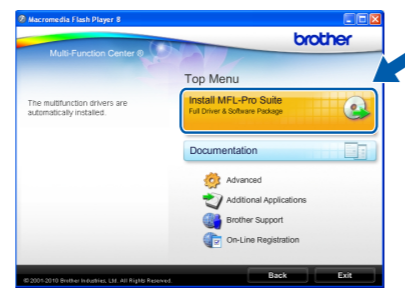 Macromedia Flash Player 8
brother
Multi-Function Center ®
Top Menu
The multifunction drivers are
automatically installed.
Install MFL-Pro Suite
Full Driver & Software Package
Documentation
Advanced
Additional Applications
Brother Support
On-Line Registration
© 2001-2010 Brother Industries, Ltd. All Rights Reserved.
Back
Exit